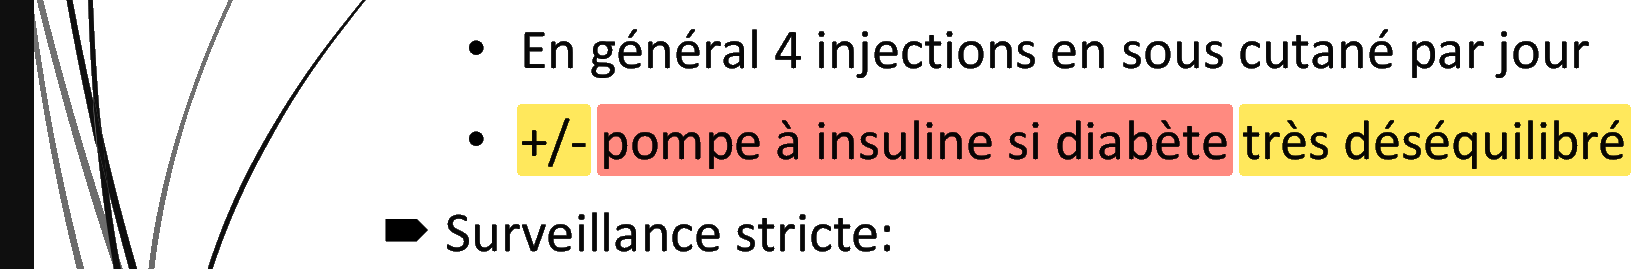 • En général 4 injections en sous cutané par jour
• +/- pompe à insuline si diabète très déséquilibré
Surveillance stricte: